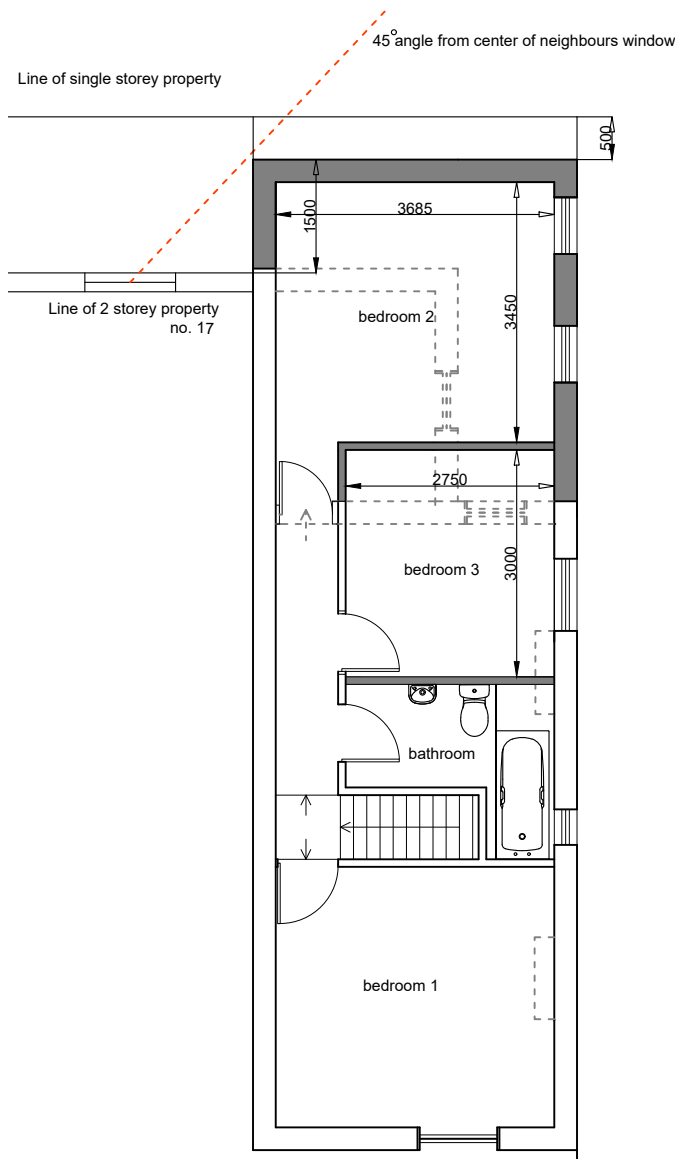 45°angle from center of neighbours window
Line of single storey property
500
1500
3685
Line of 2 storey property
no. 17
bedroom 2
3450
2750
bedroom 3
3000
bathroom
bedroom 1